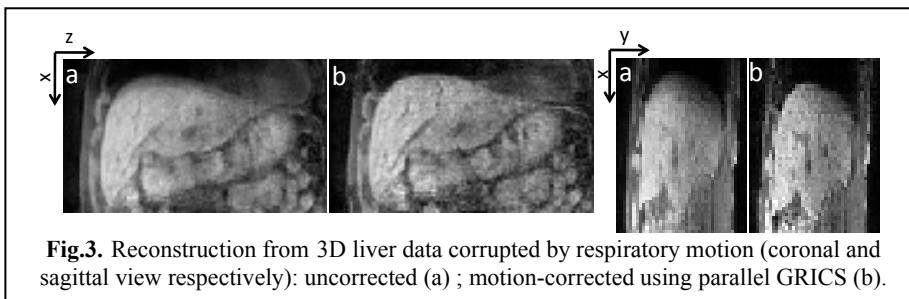 z
x
a
b
y
x
a
b
Fig.3. Reconstruction from 3D liver data corrupted by respiratory motion (coronal and
sagittal view respectively): uncorrected (a) ; motion-corrected using parallel GRICS (b).